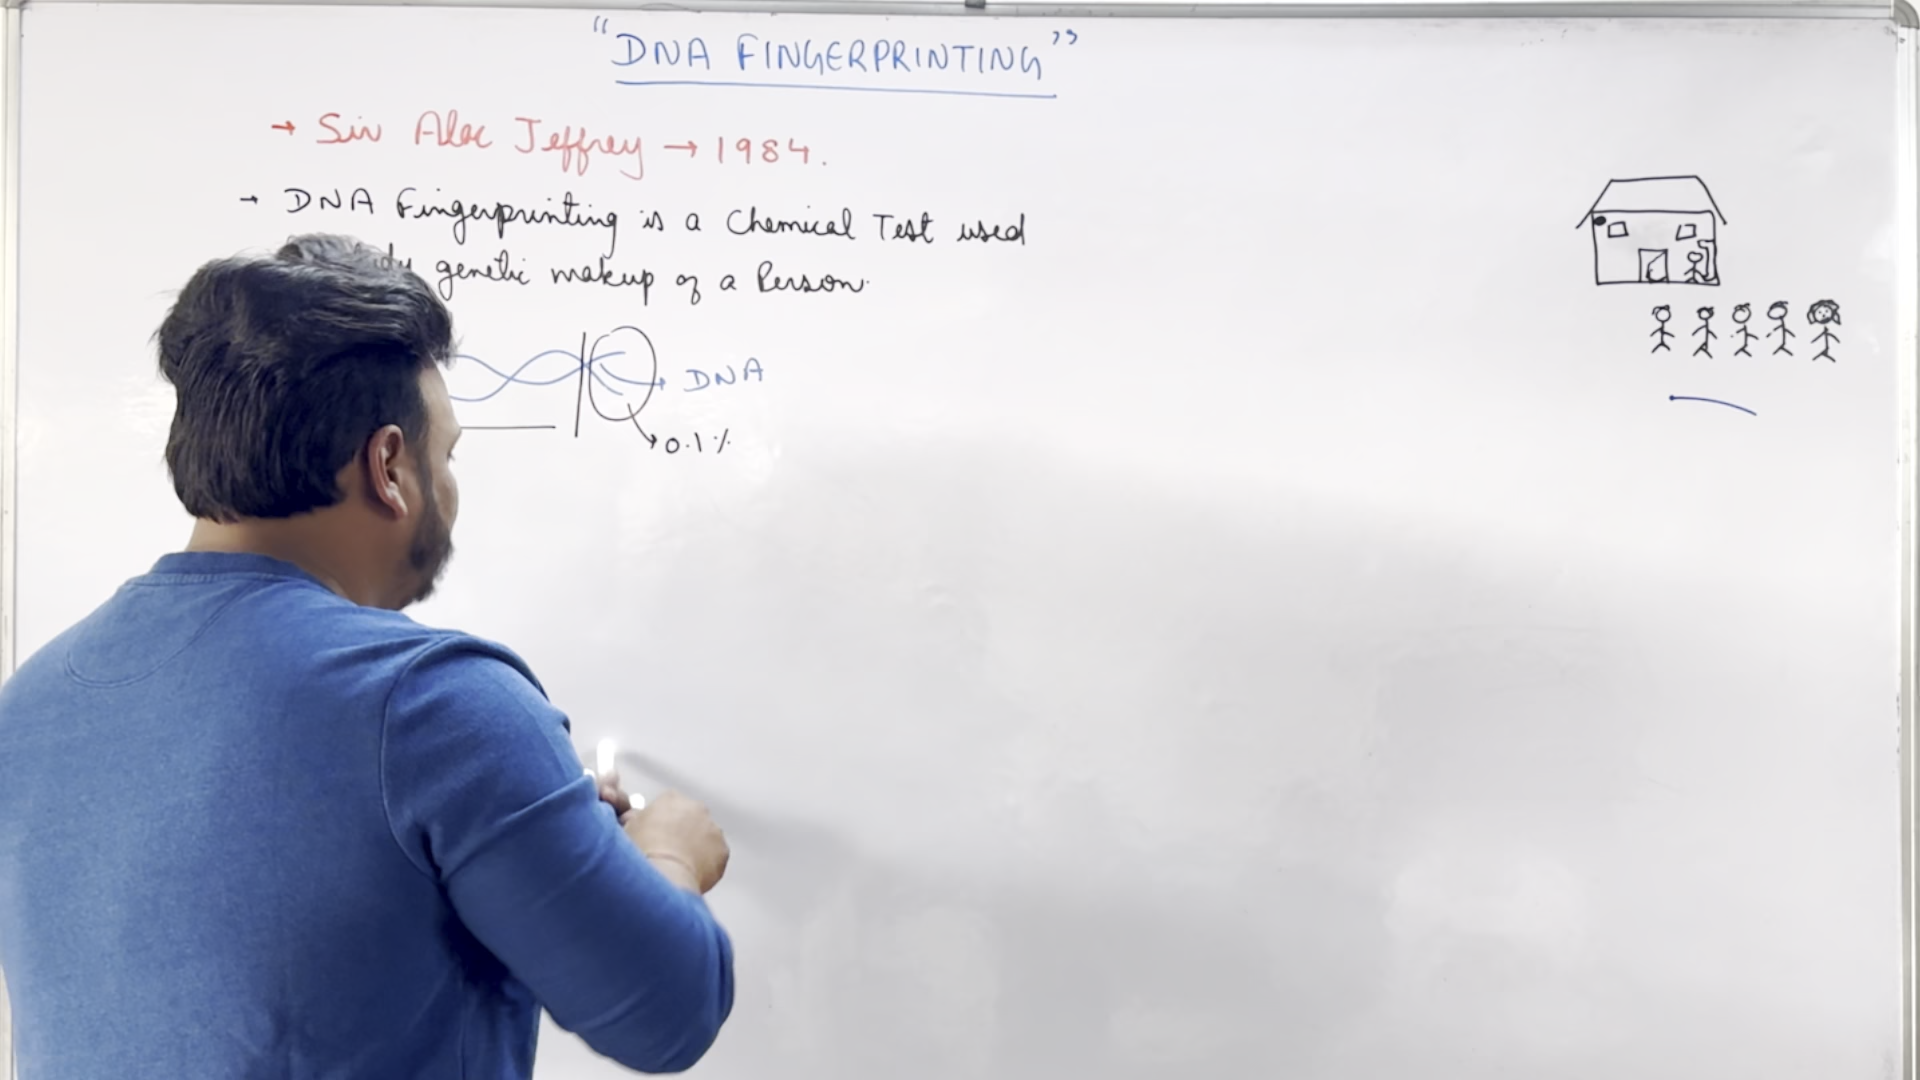 “DNA FINGERPRINTING”
→ Sir Alec Jeffrey → 1984.
→ DNA Fingerprinting is a Chemical Test used
genetic makeup of a Person.
DNA
0.1%